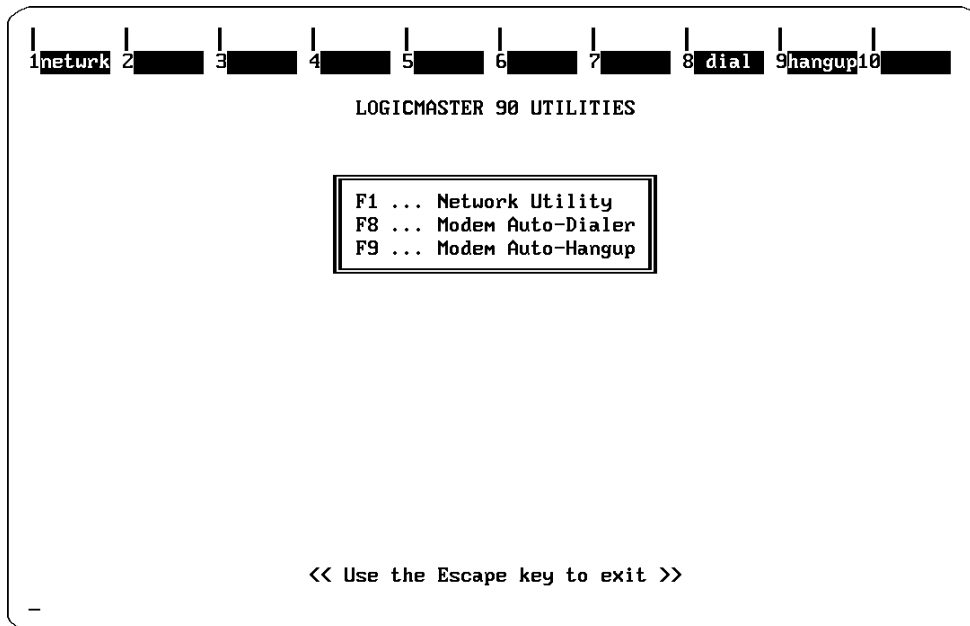 1netwrk 2 3 4 5 6 7 8 dial 9hangup10
LOGICMASTER 90 UTILITIES
F1 ... Network Utility
F8 ... Modem Auto-Dialer
F9 ... Modem Auto-Hangup
<< Use the Escape key to exit >>
_